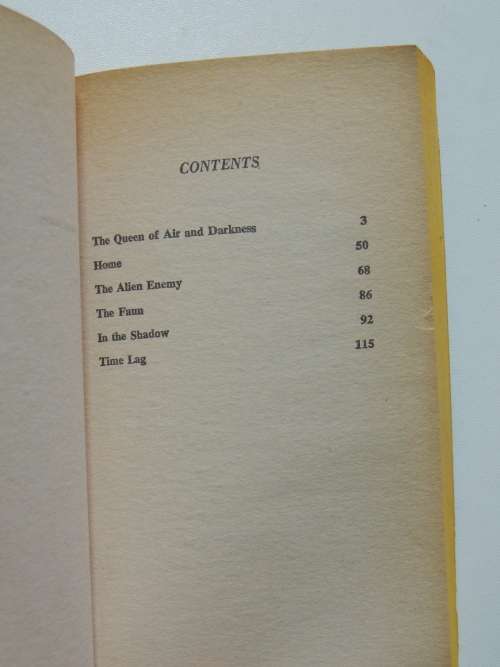 CONTENTS
The Queen of Air and Darkness 3
Home 50
The Alien Enemy 68
The Faun 86
In the Shadow 92
Time Lag 115